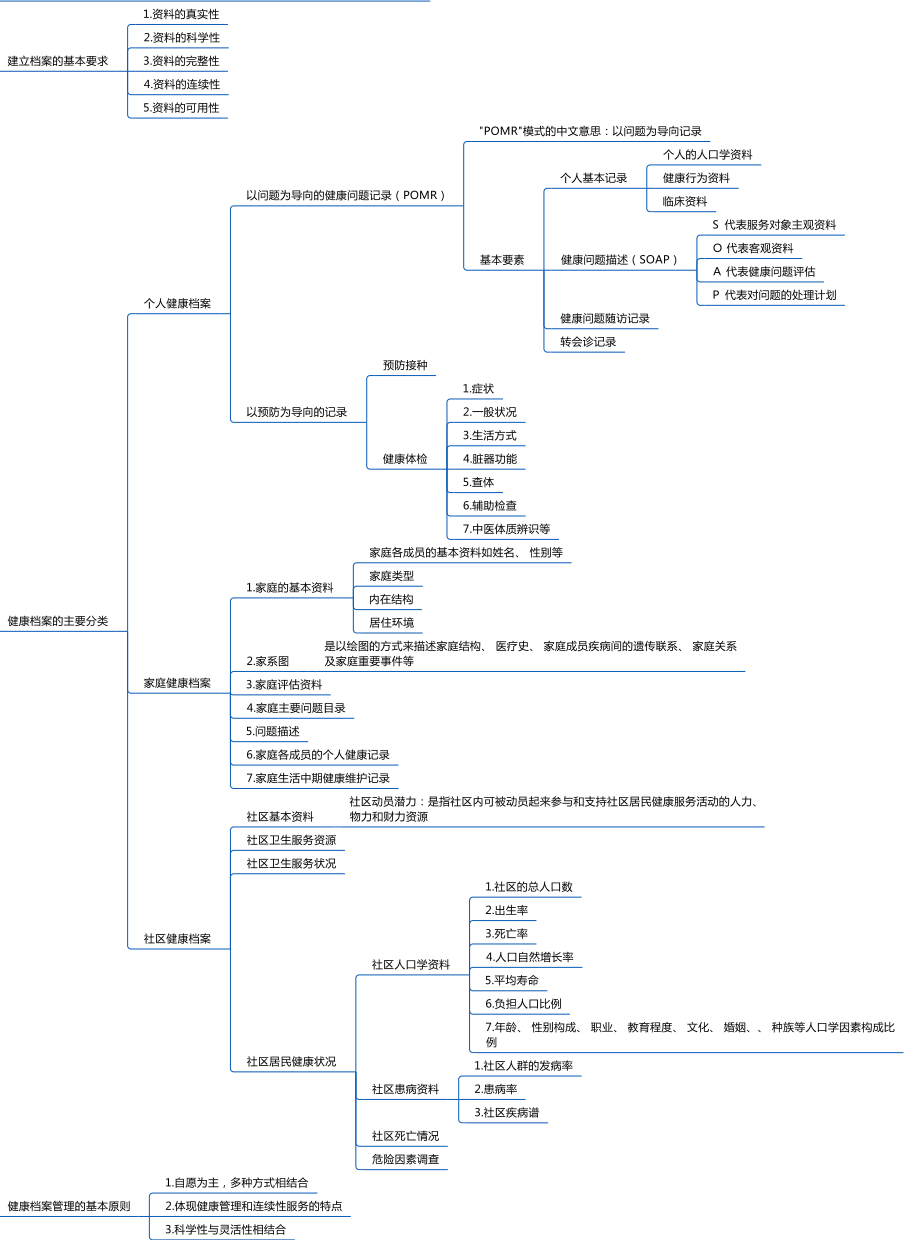 1.资料的真实性
2.资料的科学性
建立档案的基本要求
3.资料的完整性
4.资料的连续性
5.资料的可用性
健康档案的主要分类
个人健康档案
以问题为导向的健康问题记录（POMR）
"POMR"模式的中文意思：以问题为导向记录
基本要素
个人基本记录
个人的人口学资料
健康行为资料
临床资料
健康问题描述（SOAP）
S 代表服务对象主观资料
O 代表客观资料
A 代表健康问题评估
P 代表对问题的处理计划
健康问题随访记录
转会诊记录
以预防为导向的记录
预防接种
健康体检
1.症状
2.一般状况
3.生活方式
4.脏器功能
5.查体
6.辅助检查
7.中医体质辨识等
家庭健康档案
1.家庭的基本资料
家庭各成员的基本资料如姓名、 性别等
家庭类型
内在结构
居住环境
2.家系图
是以绘图的方式来描述家庭结构、 医疗史、 家庭成员疾病间的遗传联系、 家庭关系
及家庭重要事件等
3.家庭评估资料
4.家庭主要问题目录
5.问题描述
6.家庭各成员的个人健康记录
7.家庭生活中期健康维护记录
社区健康档案
社区基本资料
社区动员潜力：是指社区内可被动员起来参与和支持社区居民健康服务活动的人力、
物力和财力资源
社区卫生服务资源
社区卫生服务状况
社区居民健康状况
社区人口学资料
1.社区的总人口数
2.出生率
3.死亡率
4.人口自然增长率
5.平均寿命
6.负担人口比例
7.年龄、 性别构成、 职业、 教育程度、 文化、 婚姻、、 种族等人口学因素构成比
例
社区患病资料
1.社区人群的发病率
2.患病率
3.社区疾病谱
社区死亡情况
危险因素调查
健康档案管理的基本原则
1.自愿为主，多种方式相结合
2.体现健康管理和连续性服务的特点
3.科学性与灵活性相结合